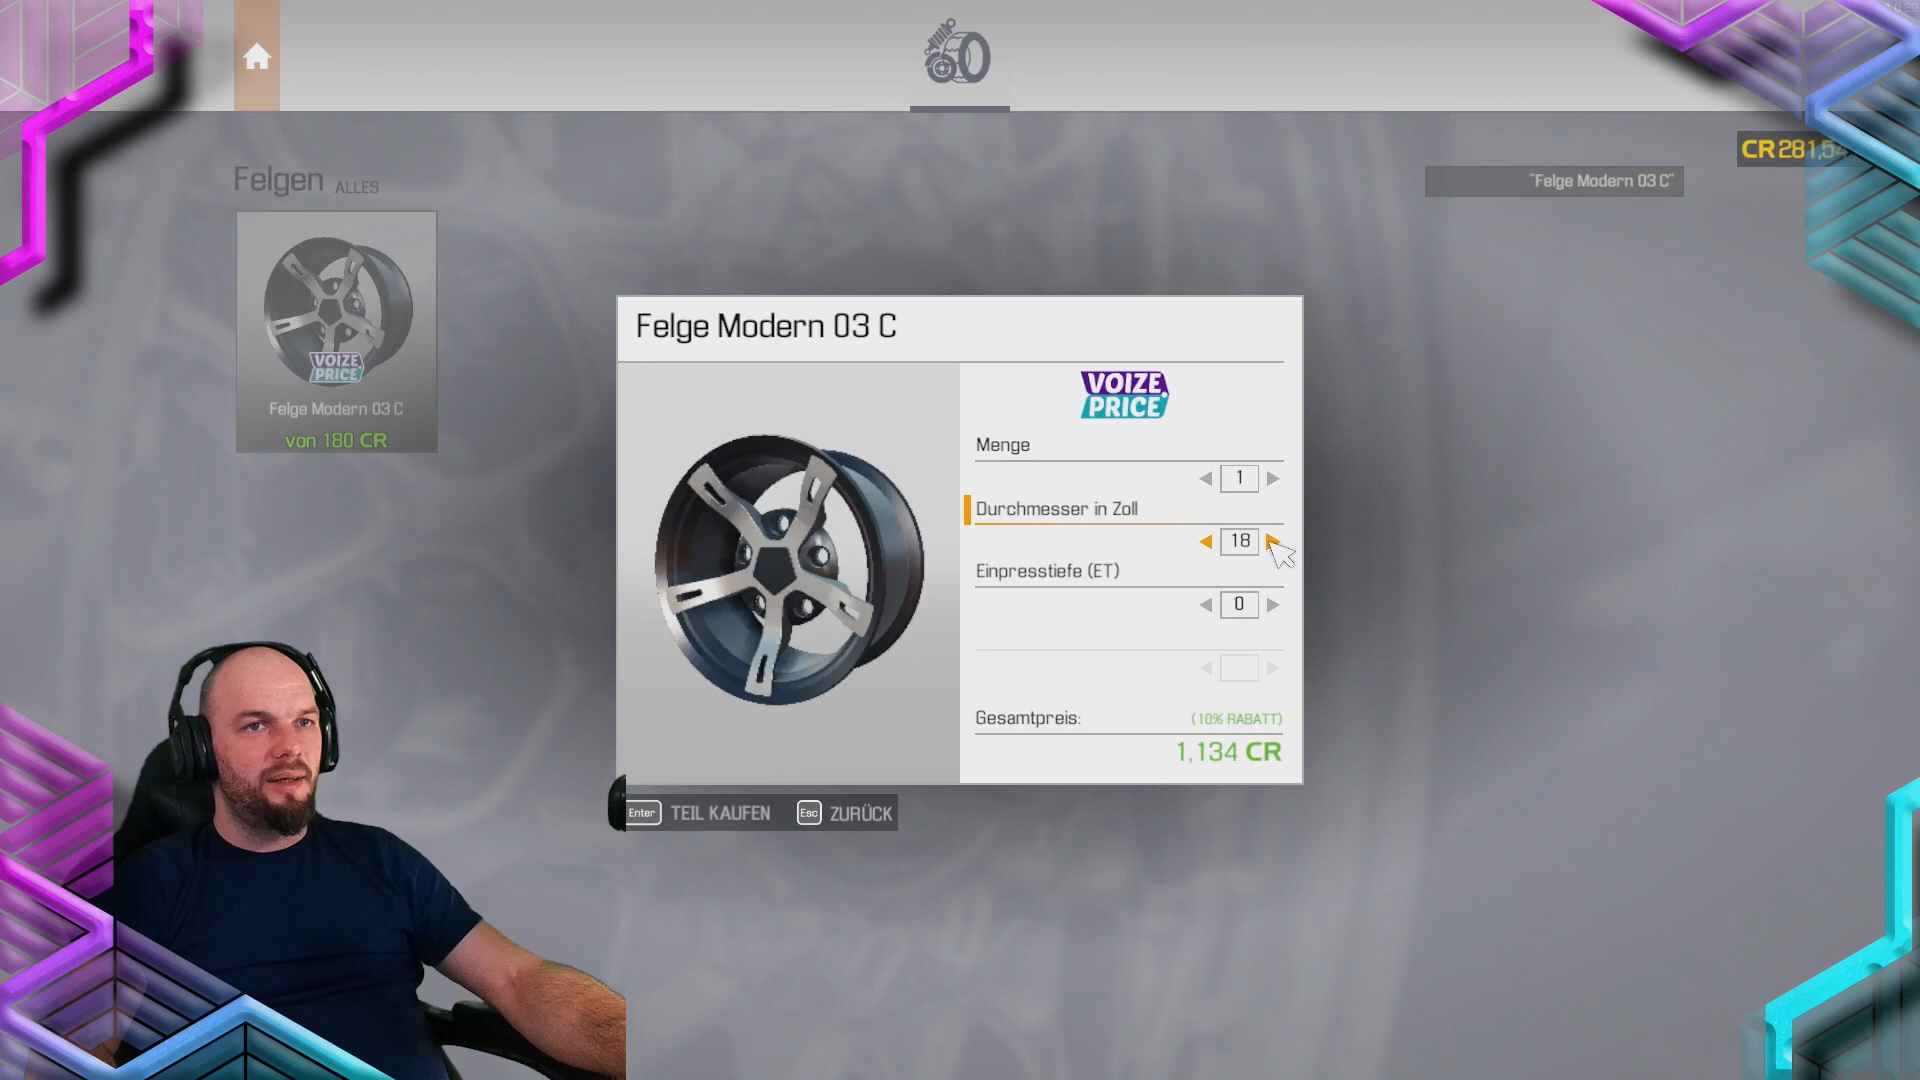 CR281,54
Felgen ALLES
"Felge Modern 03 C"
VOIZE
PRICE
Felge Modern 03 C
von 180 CR
Felge Modern 03 C
VOIZE
PRICE
Menge
1
Durchmesser in Zoll
18
Einpresstiefe (ET)
0
Gesamtpreis: (10% RABATT)
1,134 CR
Enter TEIL KAUFEN Esc ZURÜCK